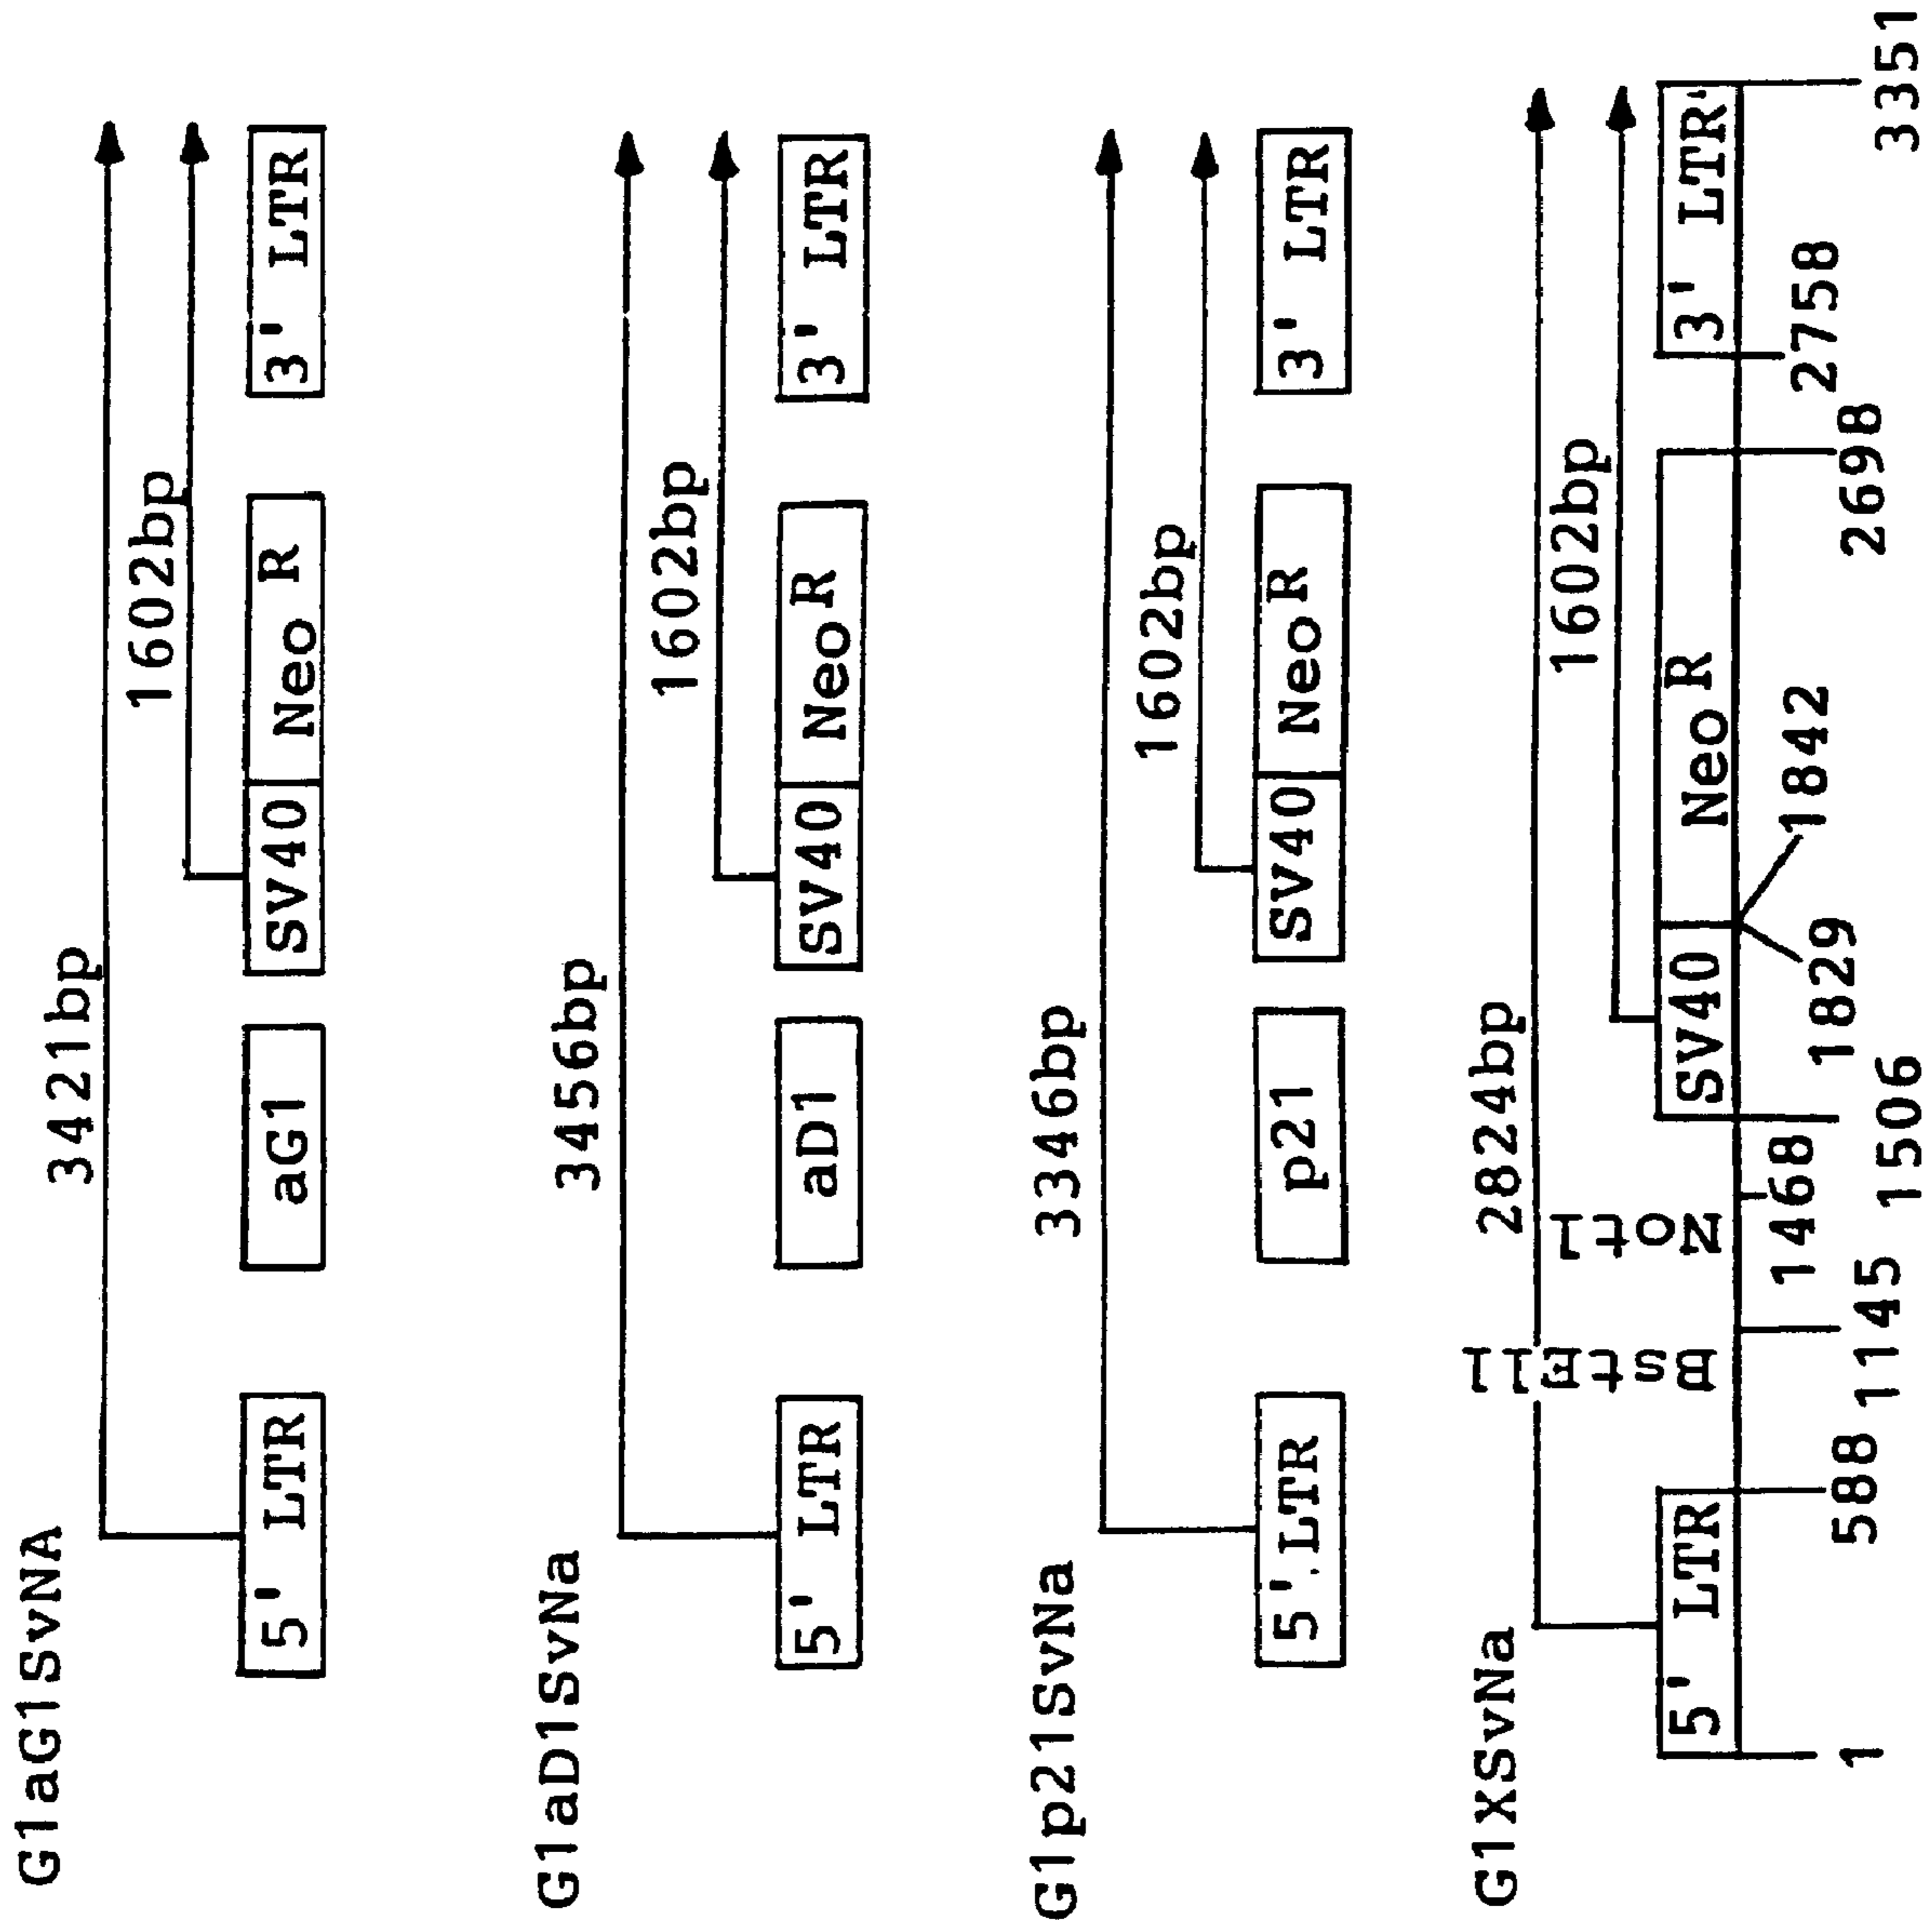 G1aG1SvNA
3421bp
1602bp
5' LTR
aG1
SV40
Neo R
3' LTR
G1aD1SvNa
3456bp
1602bp
5' LTR
aD1
SV40
Neo R
3' LTR
G1p21SvNa
3346bp
1602bp
5' LTR
p21
SV40
Neo R
3' LTR
G1XSvNa
2824bp
1602bp
BstE11
Not1
5' LTR
SV40
Neo R
3' LTR
1
588
1145
1468
1506
1829
1842
2698
2758
3351